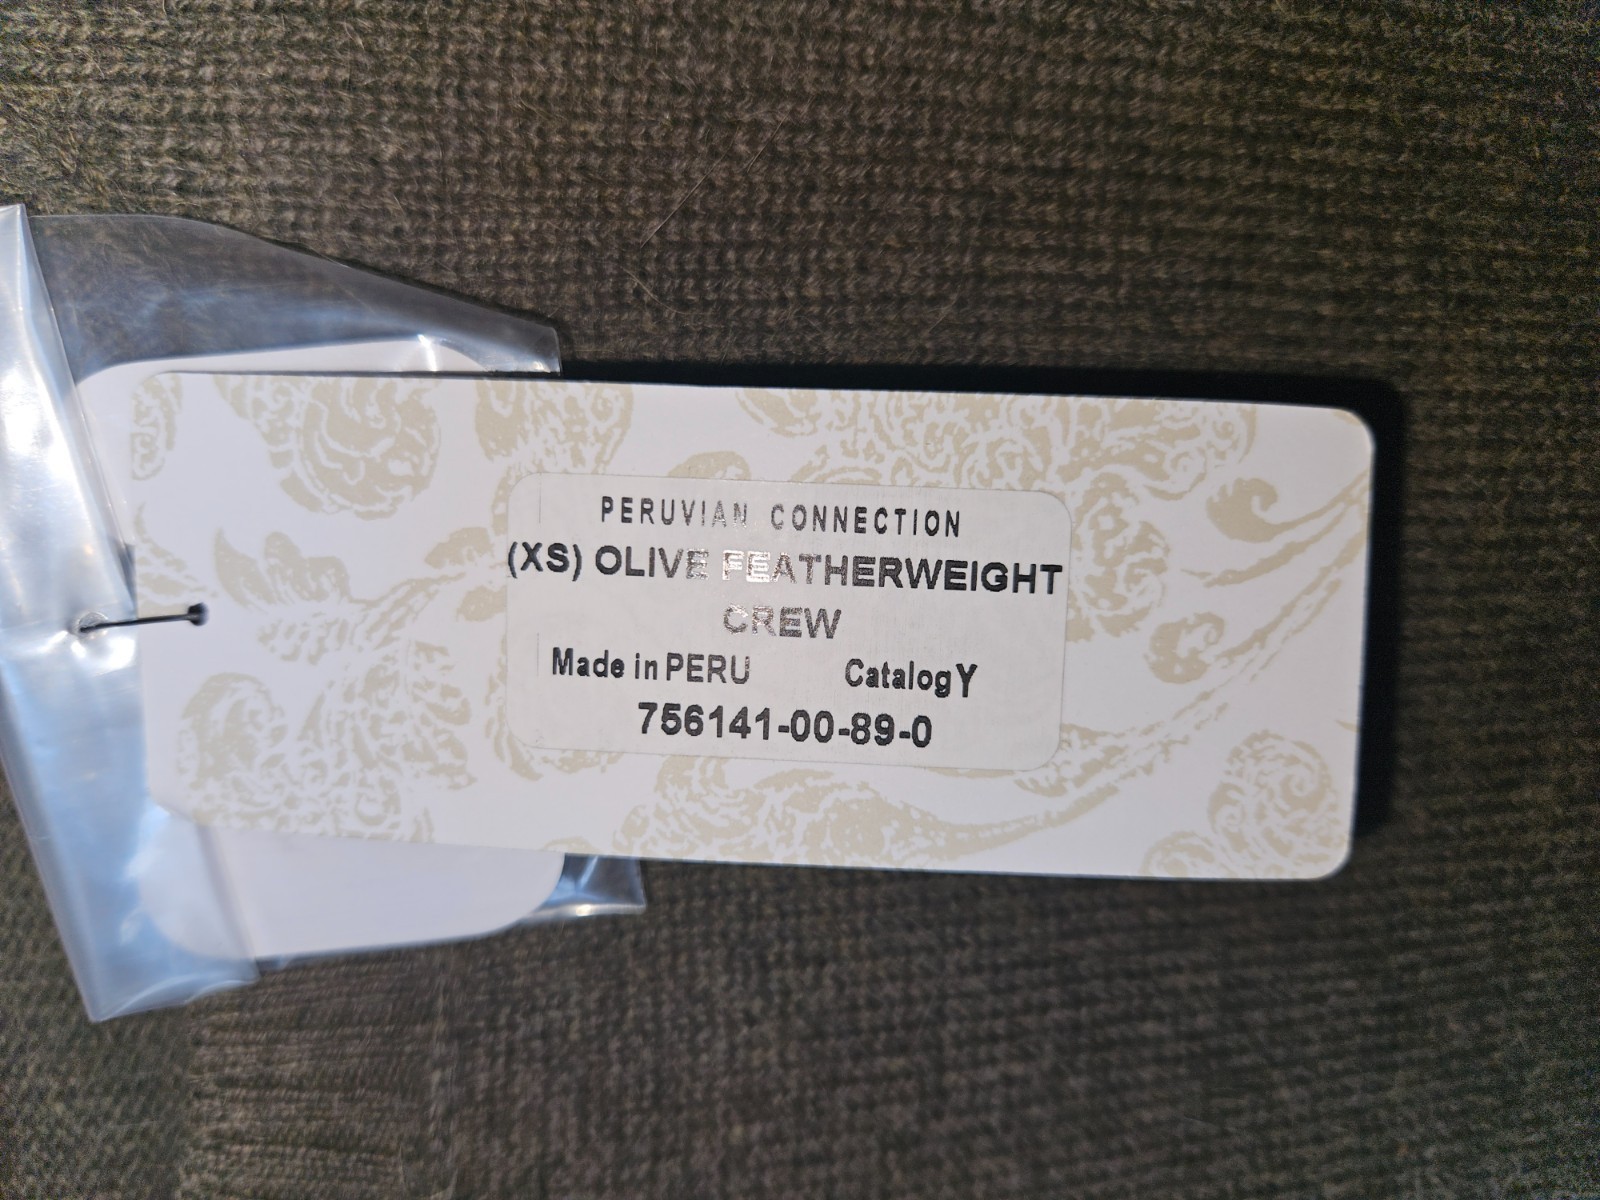 PERUVIAN CONNECTION
(XS) OLIVE FEATHERWEIGHT
CREW
Made in PERU Catalog Y
756141-00-89-0